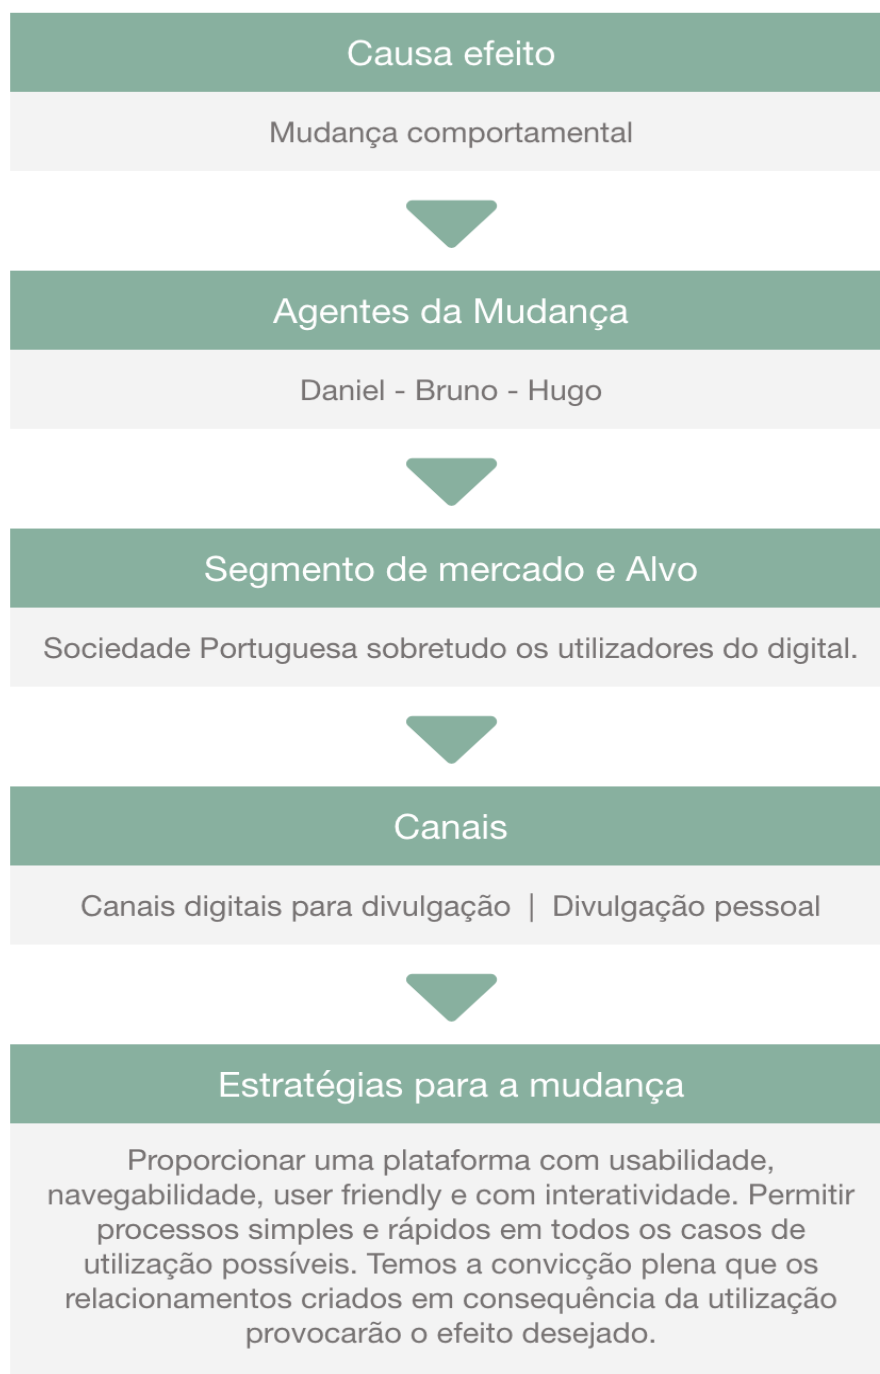 Causa efeito
Mudança comportamental
Agentes da Mudança
Daniel - Bruno - Hugo
Segmento de mercado e Alvo
Sociedade Portuguesa sobretudo os utilizadores do digital.
Canais
Canais digitais para divulgação | Divulgação pessoal
Estratégias para a mudança
Proporcionar uma plataforma com usabilidade,
navegabilidade, user friendly e com interatividade. Permitir
processos simples e rápidos em todos os casos de
utilização possíveis. Temos a convicção plena que os
relacionamentos criados em consequência da utilização
provocarão o efeito desejado.